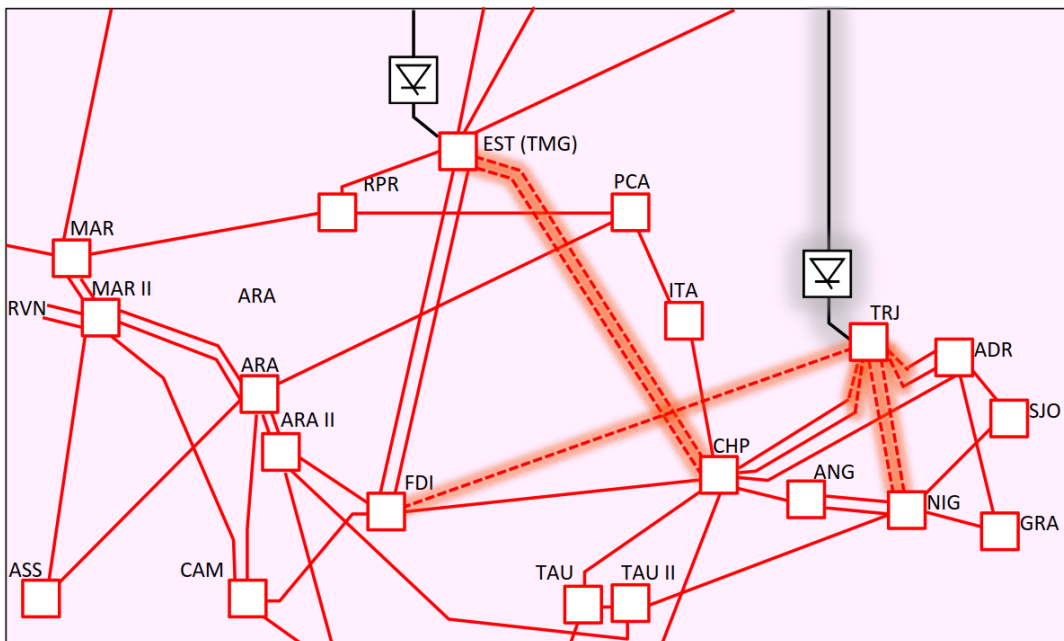 EST (TMG)
RPR
PCA
MAR
MAR II
RVN
ARA
ITA
TRJ
ADR
ARA
ARA II
SJO
CHP
FDI
ANG
NIG
GRA
ASS
CAM
TAU
TAU II